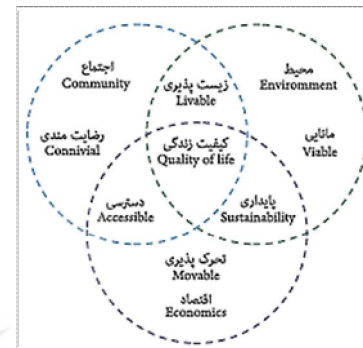 اجتماع
Community
محیط
Enviromment
زیست پذیری
Livable
رضایت مندی
Connivial
کیفیت زندگی
Quality of life
مانایی
Viable
دسترسی
Accessible
پایداری
Sustainability
تحرک پذیری
Movable
اقتصاد
Economics